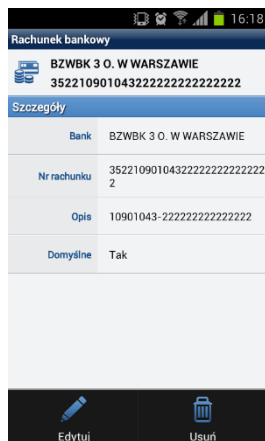 16:18
Rachunek bankowy
BZWBK 3 O. W WARSZAWIE
35221090104322222222222222
Szczegóły
Bank BZWBK 3 O. W WARSZAWIE
Nr rachunku 3522109010432222222222222
2
Opis 10901043-222222222222222
Domyślne Tak
Edytuj Usuń